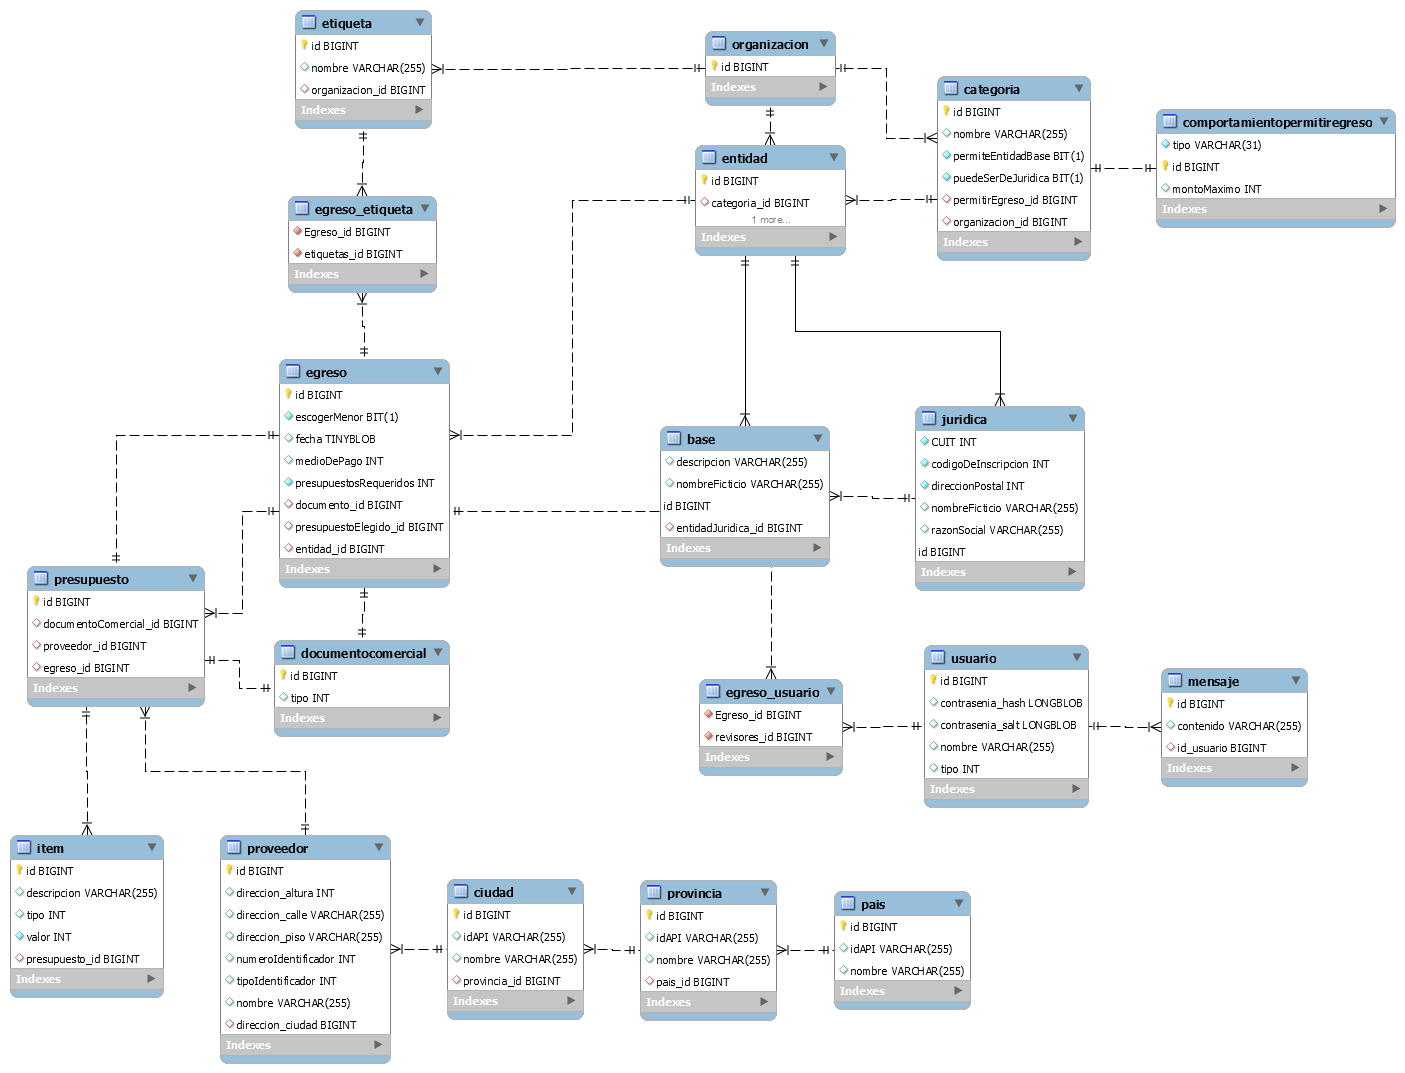 etiqueta
id BIGINT
nombre VARCHAR(255)
organizacion_id BIGINT
Indexes
organizacion
id BIGINT
Indexes
categoria
id BIGINT
nombre VARCHAR(255)
permiteEntidadBase BIT(1)
puedeSerDeJuridica BIT(1)
permitirEgreso_id BIGINT
organizacion_id BIGINT
Indexes
comportamientopermitiregreso
tipo VARCHAR(31)
id BIGINT
montoMaximo INT
Indexes
entidad
id BIGINT
categoria_id BIGINT
1 more...
Indexes
egreso_etiqueta
Egreso_id BIGINT
etiquetas_id BIGINT
Indexes
egreso
id BIGINT
escogerMenor BIT(1)
fecha TINYBLOB
medioDePago INT
presupuestosRequeridos INT
documento_id BIGINT
presupuestoElegido_id BIGINT
entidad_id BIGINT
Indexes
base
descripcion VARCHAR(255)
nombreFicticio VARCHAR(255)
id BIGINT
entidadJuridica_id BIGINT
Indexes
juridica
CUIT INT
codigoDeInscripcion INT
direccionPostal INT
nombreFicticio VARCHAR(255)
razonSocial VARCHAR(255)
id BIGINT
Indexes
presupuesto
id BIGINT
documentoComercial_id BIGINT
proveedor_id BIGINT
egreso_id BIGINT
Indexes
documentocomercial
id BIGINT
tipo INT
Indexes
egreso_usuario
Egreso_id BIGINT
revisores_id BIGINT
Indexes
usuario
id BIGINT
contrasenia_hash LONGBLOB
contrasenia_salt LONGBLOB
nombre VARCHAR(255)
tipo INT
Indexes
mensaje
id BIGINT
contenido VARCHAR(255)
id_usuario BIGINT
Indexes
item
id BIGINT
descripcion VARCHAR(255)
tipo INT
valor INT
presupuesto_id BIGINT
Indexes
proveedor
id BIGINT
direccion_altura INT
direccion_calle VARCHAR(255)
direccion_piso VARCHAR(255)
numeroIdentificador INT
tipoIdentificador INT
nombre VARCHAR(255)
direccion_ciudad BIGINT
Indexes
ciudad
id BIGINT
idAPI VARCHAR(255)
nombre VARCHAR(255)
provincia_id BIGINT
Indexes
provincia
id BIGINT
idAPI VARCHAR(255)
nombre VARCHAR(255)
pais_id BIGINT
Indexes
pais
id BIGINT
idAPI VARCHAR(255)
nombre VARCHAR(255)
Indexes